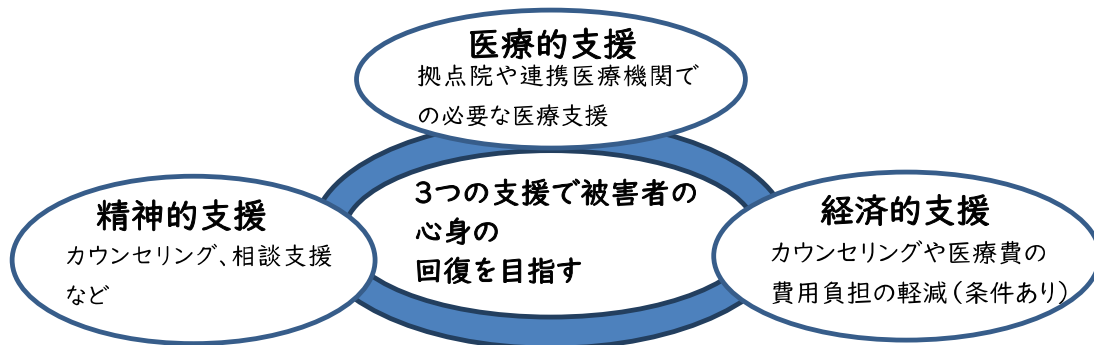 医療的支援
拠点院や連携医療機関で
の必要な医療支援
3つの支援で被害者の
心身の
回復を目指す
精神的支援
カウンセリング、相談支援
など
経済的支援
カウンセリングや医療費の
費用負担の軽減(条件あり)